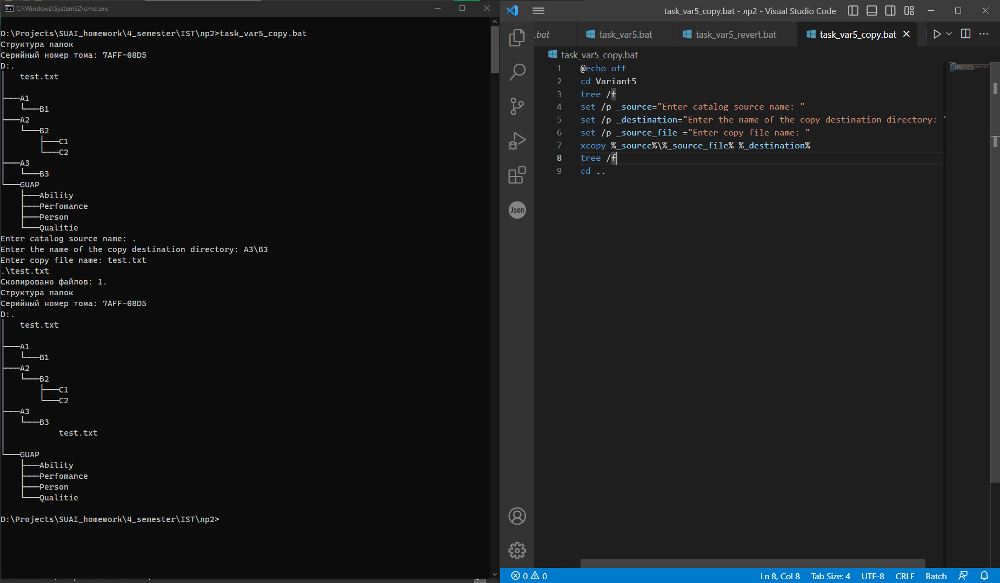 C:\Windows\System32\cmd.exe
D:\Projects\SUAI_homework\4_semester\IST\лр2>task_var5_copy.bat
Структура папок
Серийный номер тома: 7AFF-08D5
D:.
│   test.txt
│
├───A1
│   └───B1
├───A2
│   └───B2
│       ├───C1
│       └───C2
├───A3
│   └───B3
└───GUAP
    ├───Ability
    ├───Perfomance
    ├───Person
    └───Qualitie
Enter catalog source name: .
Enter the name of the copy destination directory: A3\B3
Enter copy file name: test.txt
.\test.txt
Скопировано файлов: 1.
Структура папок
Серийный номер тома: 7AFF-08D5
D:.
│   test.txt
│
├───A1
│   └───B1
├───A2
│   └───B2
│       ├───C1
│       └───C2
├───A3
│   └───B3
│           test.txt
│
└───GUAP
    ├───Ability
    ├───Perfomance
    ├───Person
    └───Qualitie
D:\Projects\SUAI_homework\4_semester\IST\лр2>
task_var5_copy.bat - лр2 - Visual Studio Code
.bat task_var5.bat task_var5_revert.bat task_var5_copy.bat
task_var5_copy.bat
1 @echo off
2 cd Variant5
3 tree /f
4 set /p _source="Enter catalog source name: "
5 set /p _destination="Enter the name of the copy destination directory: "
6 set /p _source_file ="Enter copy file name: "
7 xcopy %_source%\%_source_file% %_destination%
8 tree /f
9 cd ..
Json
0 0 Ln 8, Col 8 Tab Size: 4 UTF-8 CRLF Batch